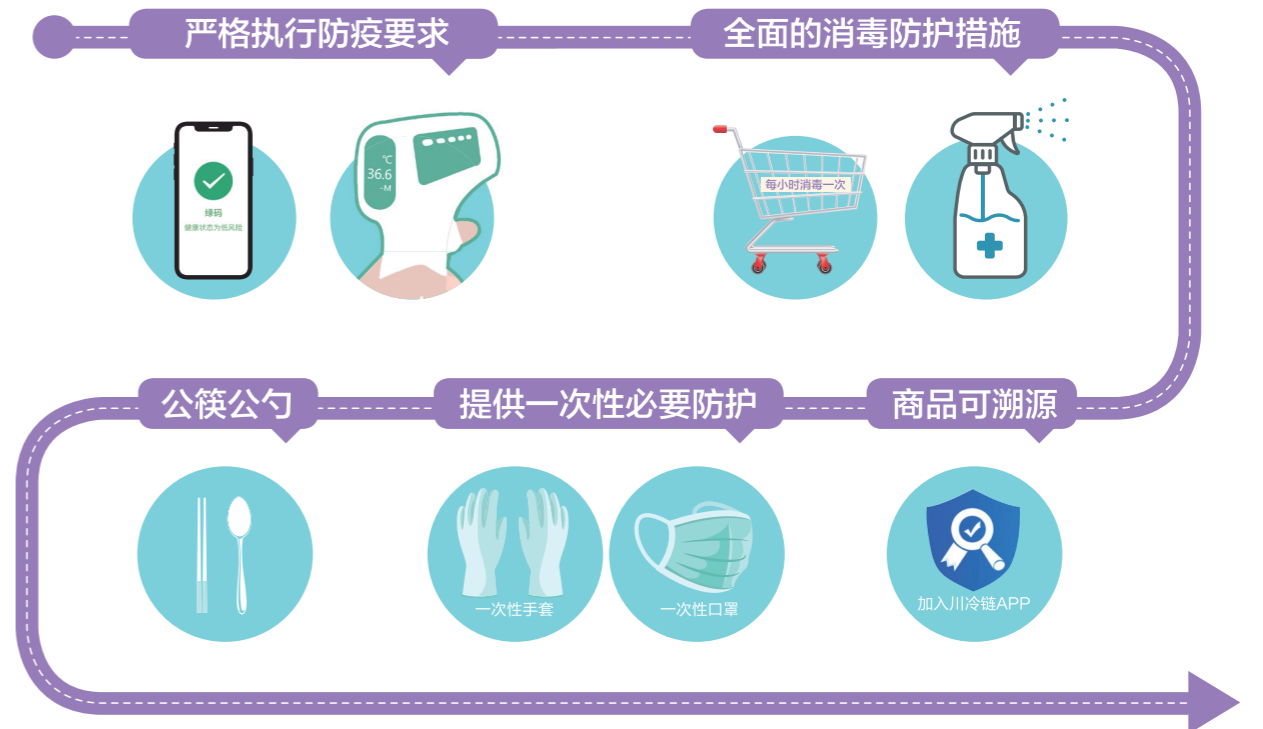 严格执行防疫要求
全面的消毒防护措施
℃
36.6
-M
绿码
健康状态为低风险
每小时消毒一次
公筷公勺
提供一次性必要防护
商品可溯源
一次性手套
一次性口罩
加入川冷链APP